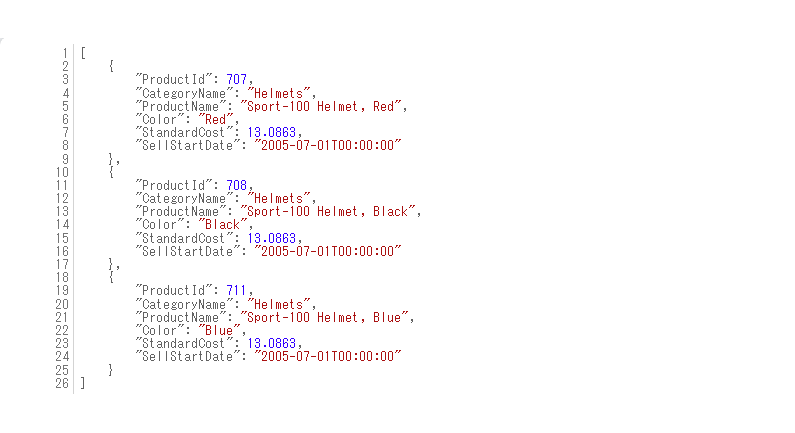 1 [
2     {
3         "ProductId": 707,
4         "CategoryName": "Helmets",
5         "ProductName": "Sport-100 Helmet, Red",
6         "Color": "Red",
7         "StandardCost": 13.0863,
8         "SellStartDate": "2005-07-01T00:00:00"
9     },
10     {
11         "ProductId": 708,
12         "CategoryName": "Helmets",
13         "ProductName": "Sport-100 Helmet, Black",
14         "Color": "Black",
15         "StandardCost": 13.0863,
16         "SellStartDate": "2005-07-01T00:00:00"
17     },
18     {
19         "ProductId": 711,
20         "CategoryName": "Helmets",
21         "ProductName": "Sport-100 Helmet, Blue",
22         "Color": "Blue",
23         "StandardCost": 13.0863,
24         "SellStartDate": "2005-07-01T00:00:00"
25     }
26 ]